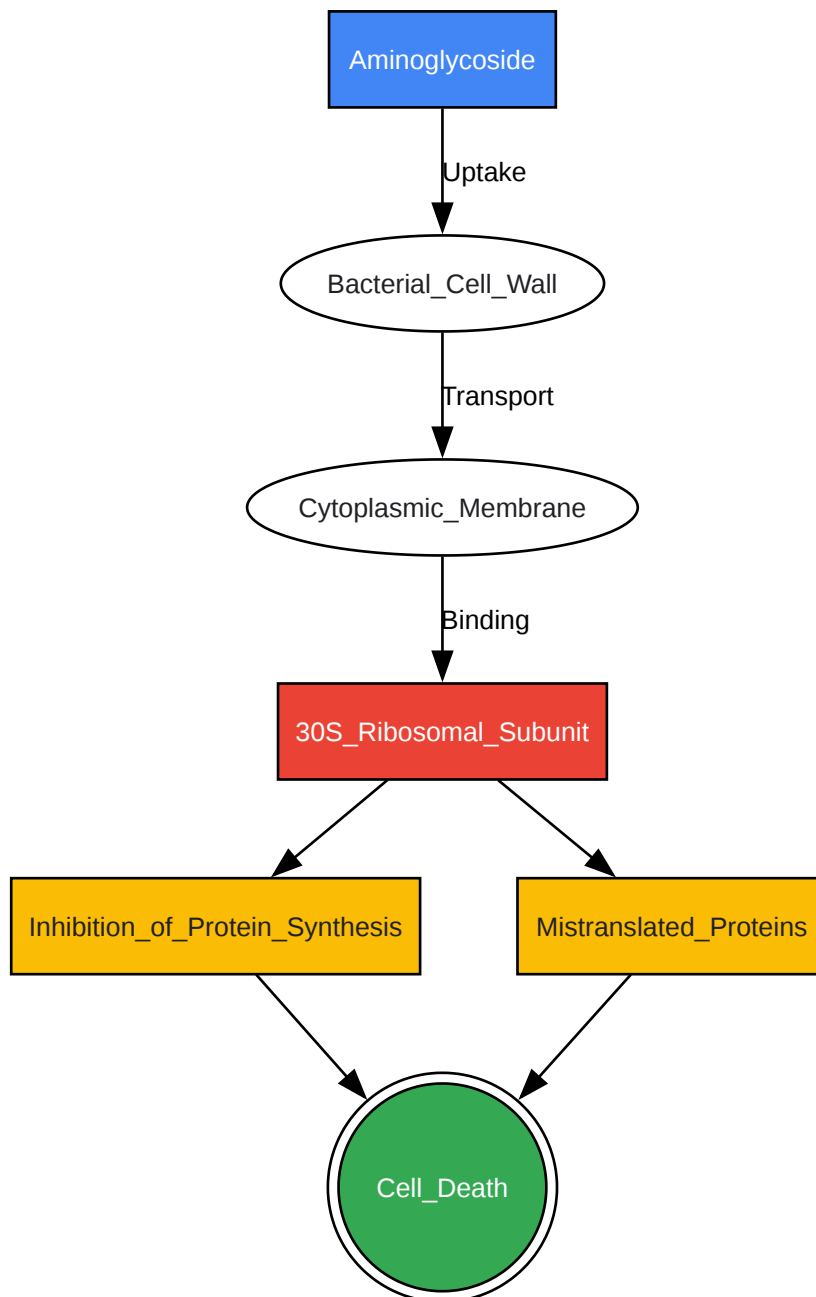 Aminoglycoside
Uptake
Bacterial_Cell_Wall
Transport
Cytoplasmic_Membrane
Binding
30S_Ribosomal_Subunit
Inhibition_of_Protein_Synthesis
Mistranslated_Proteins
Cell_Death